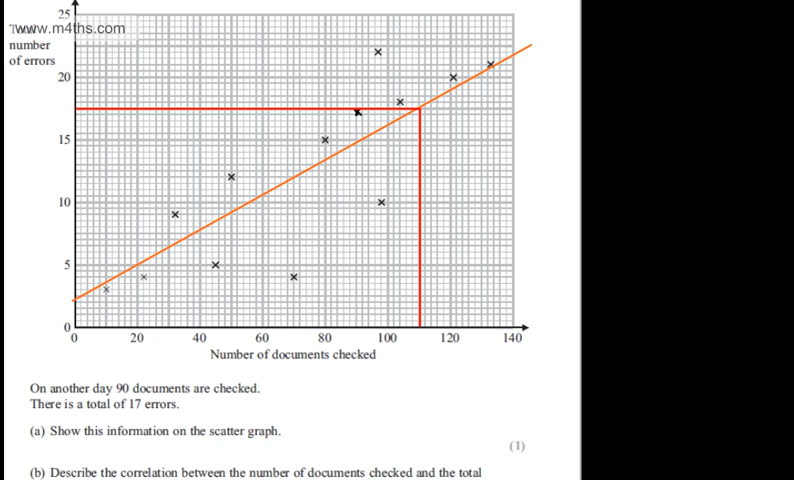 25
www.m4ths.com
number
of errors
20
15
10
5
0
0 20 40 60 80 100 120 140
Number of documents checked
On another day 90 documents are checked.
There is a total of 17 errors.
(a) Show this information on the scatter graph.
(1)
(b) Describe the correlation between the number of documents checked and the total